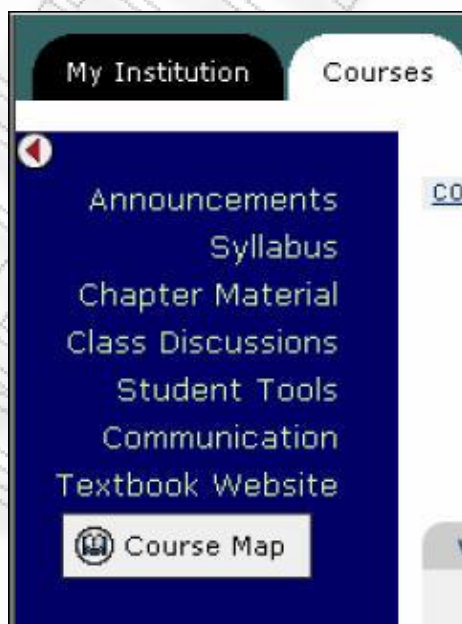 My Institution
Courses
Announcements
Syllabus
Chapter Material
Class Discussions
Student Tools
Communication
Textbook Website
Course Map